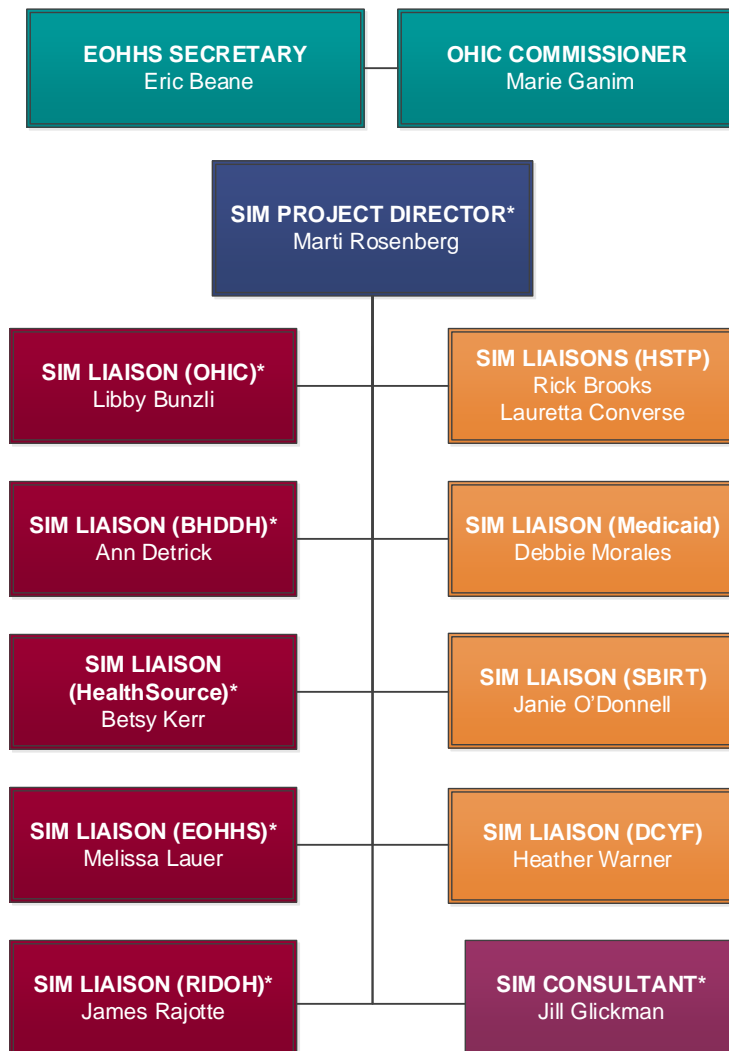 EOHHS SECRETARY
Eric Beane
OHIC COMMISSIONER
Marie Ganim
SIM PROJECT DIRECTOR*
Marti Rosenberg
SIM LIAISON (OHIC)*
Libby Bunzli
SIM LIAISONS (HSTP)
Rick Brooks
Lauretta Converse
SIM LIAISON (BHDDH)*
Ann Detrick
SIM LIAISON (Medicaid)
Debbie Morales
SIM LIAISON
(HealthSource)*
Betsy Kerr
SIM LIAISON (SBIRT)
Janie O’Donnell
SIM LIAISON (EOHHS)*
Melissa Lauer
SIM LIAISON (DCYF)
Heather Warner
SIM LIAISON (RIDOH)*
James Rajotte
SIM CONSULTANT*
Jill Glickman